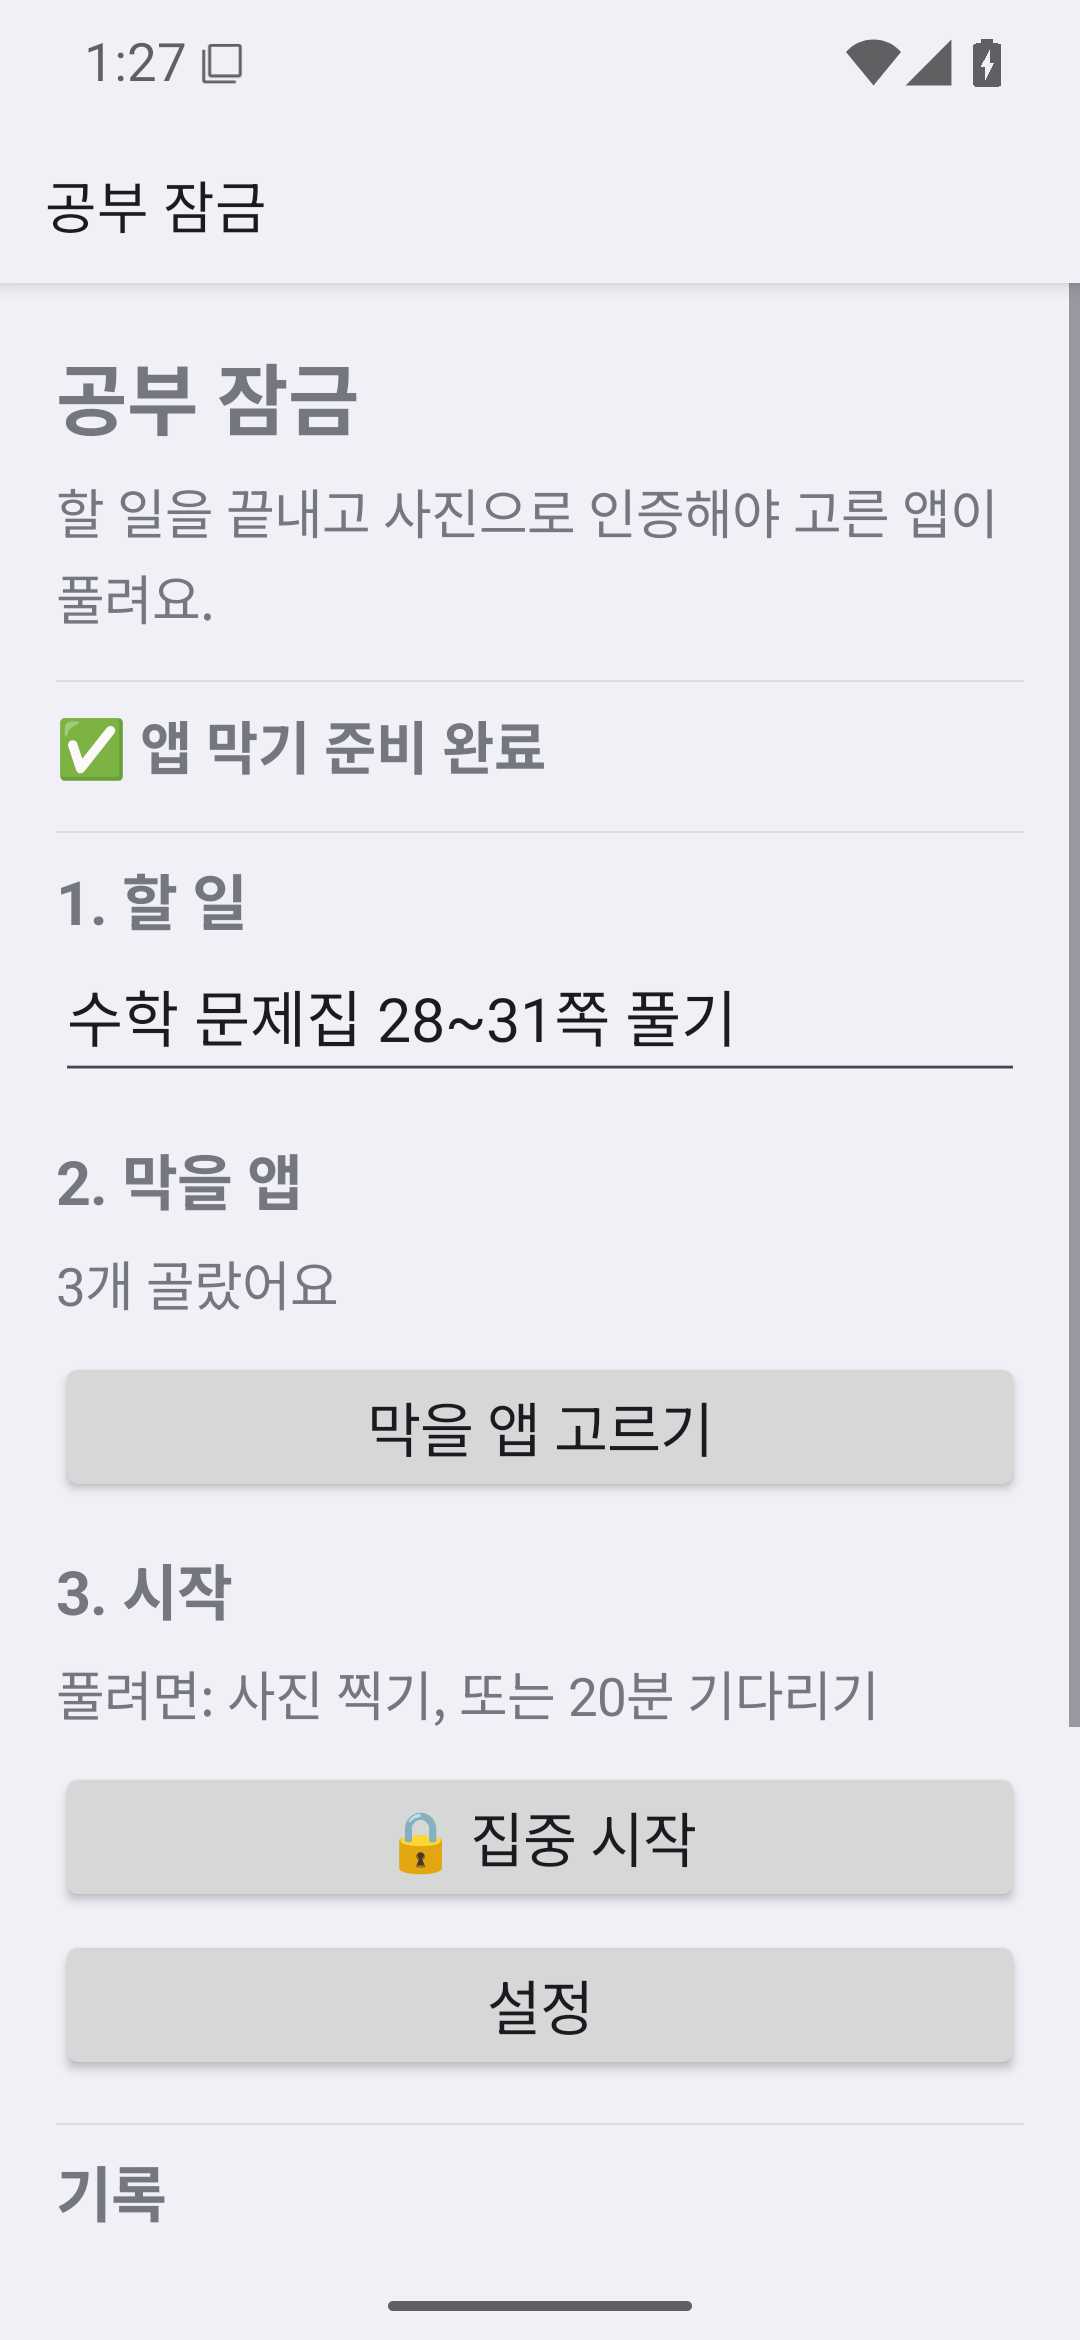 1:27
공부 잠금
공부 잠금
할 일을 끝내고 사진으로 인증해야 고른 앱이
풀려요.
✅ 앱 막기 준비 완료
1. 할 일
수학 문제집 28~31쪽 풀기
2. 막을 앱
3개 골랐어요
막을 앱 고르기
3. 시작
풀려면: 사진 찍기, 또는 20분 기다리기
🔒 집중 시작
설정
기록